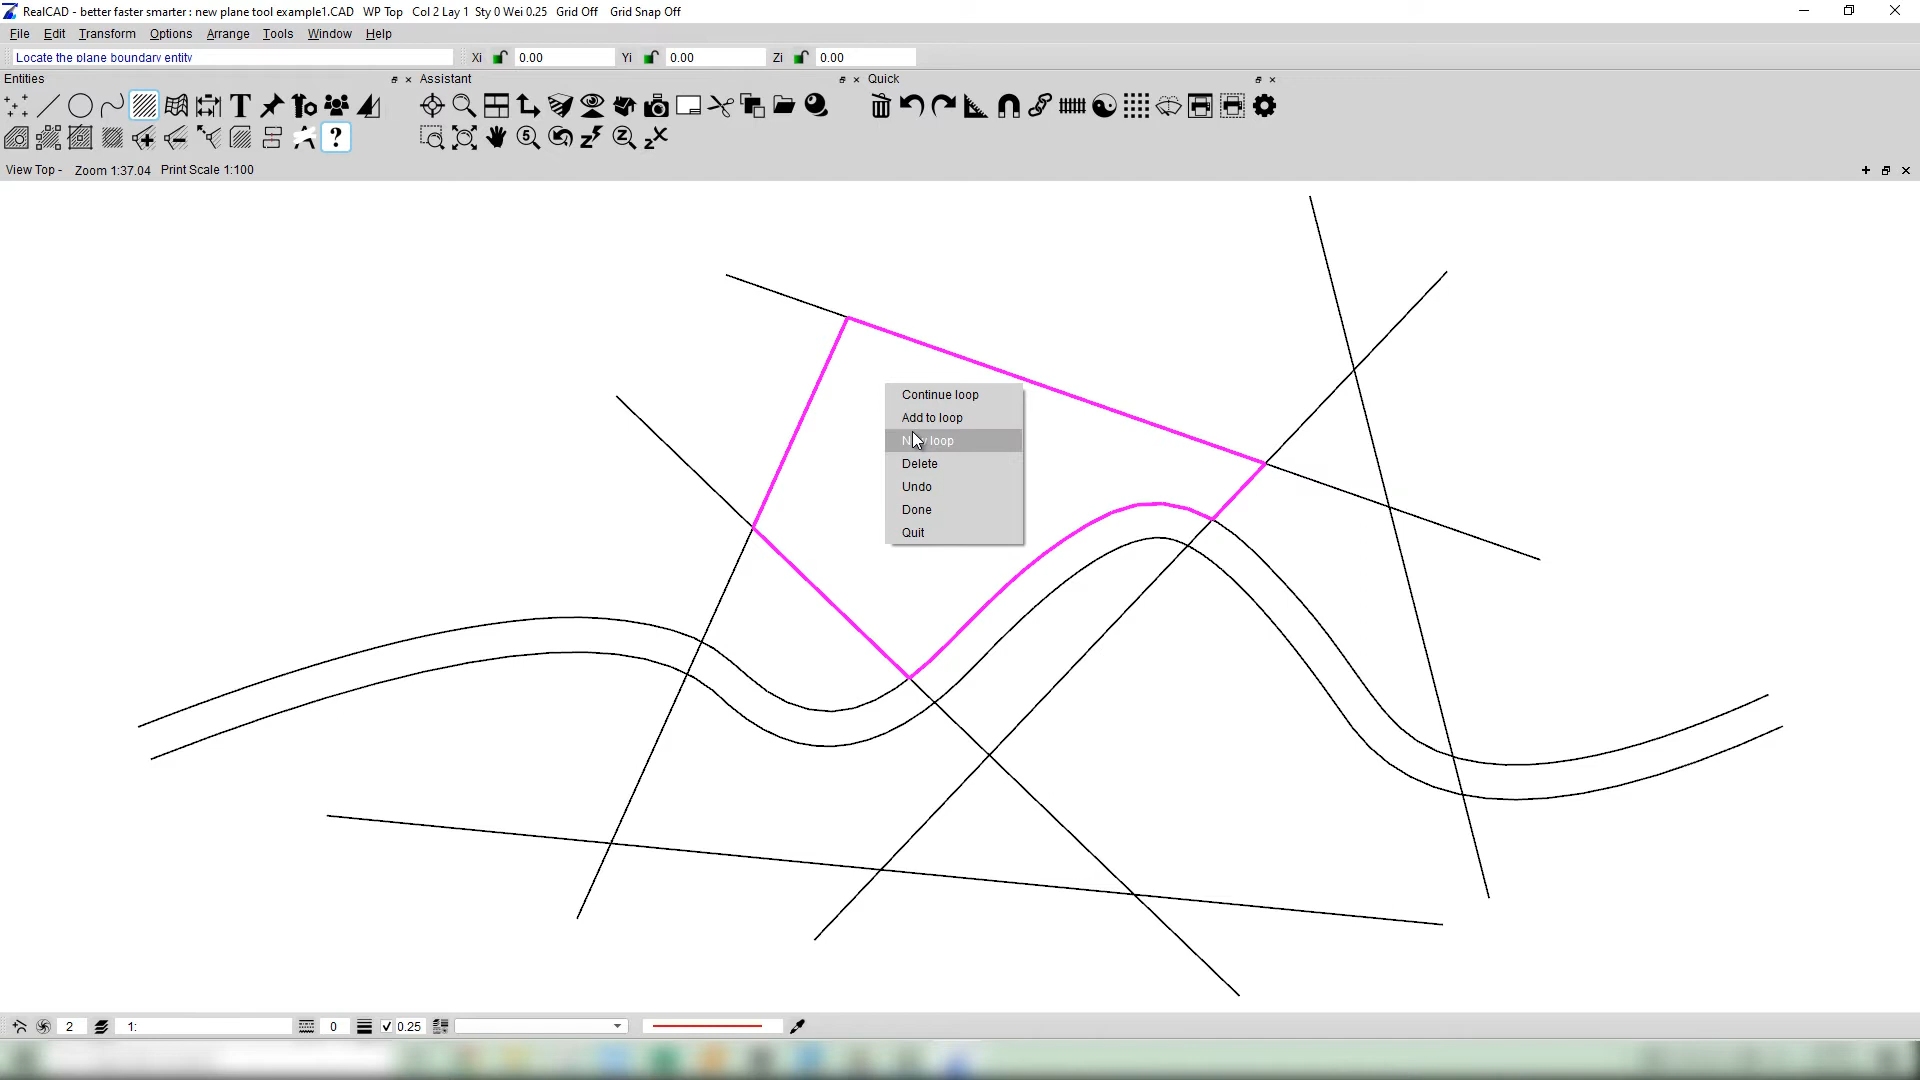 RealCAD - better faster smarter : new plane tool example1.CAD WP Top Col 2 Lay 1 Sty 0 Wei 0.25 Grid Off Grid Snap Off
File Edit Transform Options Arrange Tools Window Help
Locate the plane boundary entity Xi 0.00 Yi 0.00 Zi 0.00
Entities Assistant Quick
T
? 5 Z
View Top - Zoom 1:37.04 Print Scale 1:100
Continue loop
Add to loop
loop
Delete
Undo
Done
Quit
2 1: 0 0.25